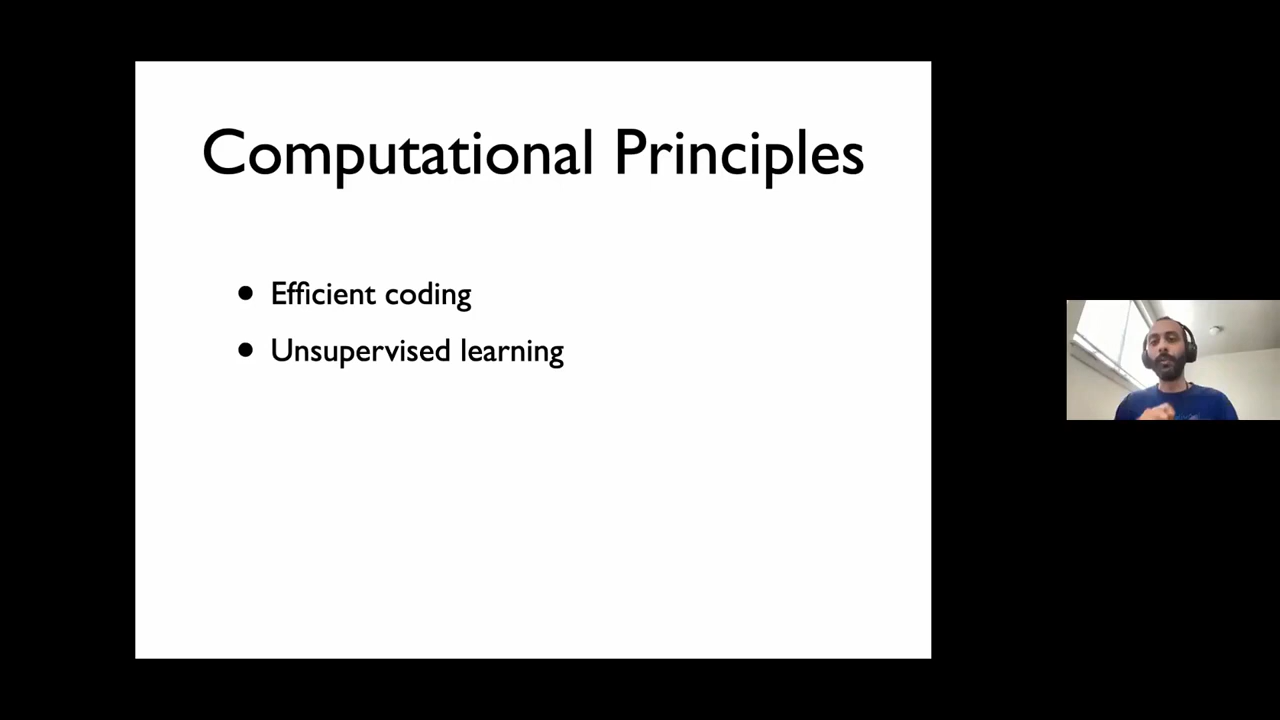 Computational Principles
• Efficient coding
• Unsupervised learning